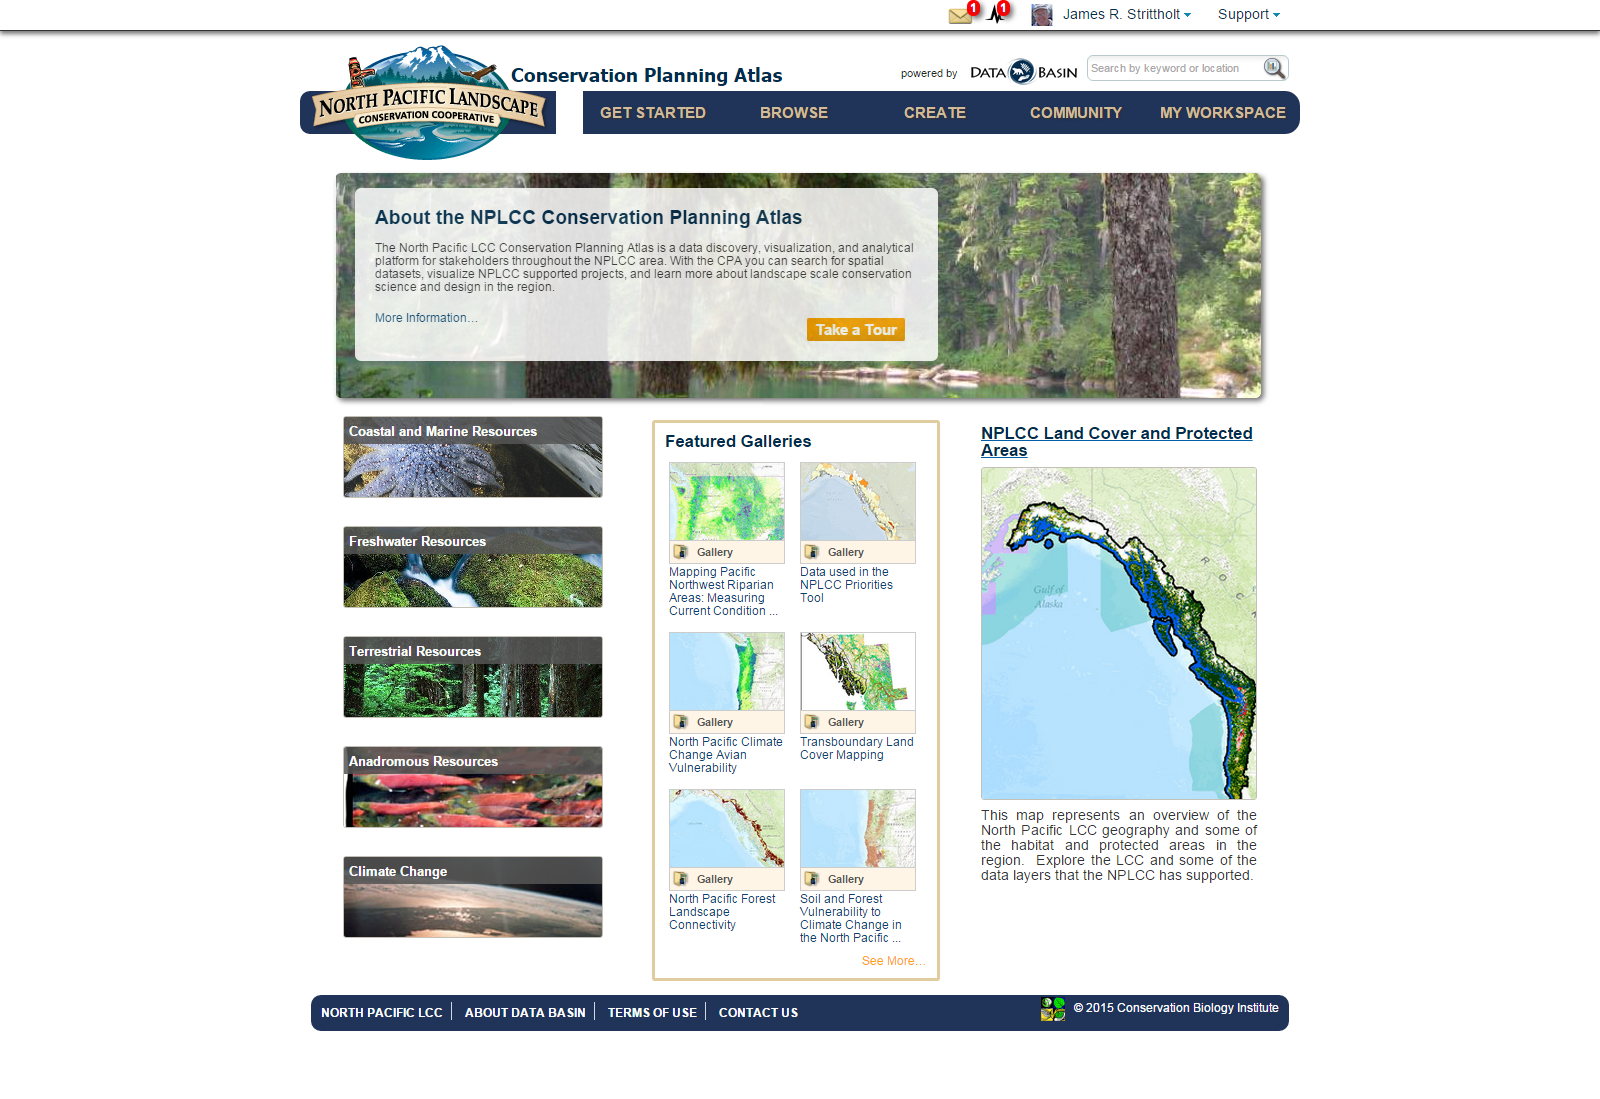 1
1
James R. Strittholt
Support
NORTH PACIFIC LANDSCAPE
CONSERVATION COOPERATIVE
Conservation Planning Atlas
powered by
DATA BASIN
Search by keyword or location
GET STARTED
BROWSE
CREATE
COMMUNITY
MY WORKSPACE
About the NPLCC Conservation Planning Atlas
The North Pacific LCC Conservation Planning Atlas is a data discovery, visualization, and analytical
platform for stakeholders throughout the NPLCC area. With the CPA you can search for spatial
datasets, visualize NPLCC supported projects, and learn more about landscape scale conservation
science and design in the region.
More Information...
Take a Tour
Coastal and Marine Resources
Freshwater Resources
Terrestrial Resources
Anadromous Resources
Climate Change
Featured Galleries
Gallery
Mapping Pacific
Northwest Riparian
Areas: Measuring
Current Condition ...
Gallery
Data used in the
NPLCC Priorities
Tool
Gallery
North Pacific Climate
Change Avian
Vulnerability
Gallery
Transboundary Land
Cover Mapping
Gallery
North Pacific Forest
Landscape
Connectivity
Gallery
Soil and Forest
Vulnerability to
Climate Change in
the North Pacific ...
See More...
NPLCC Land Cover and Protected
Areas
Gulf of
Alaska
This map represents an overview of the
North Pacific LCC geography and some of
the habitat and protected areas in the
region. Explore the LCC and some of the
data layers that the NPLCC has supported.
NORTH PACIFIC LCC
ABOUT DATA BASIN
TERMS OF USE
CONTACT US
© 2015 Conservation Biology Institute